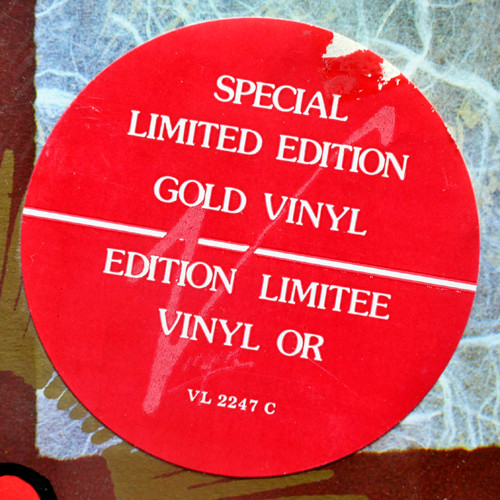 SPECIAL
LIMITED EDITION
GOLD VINYL
EDITION LIMITEE
VINYL OR
VL 2247 C